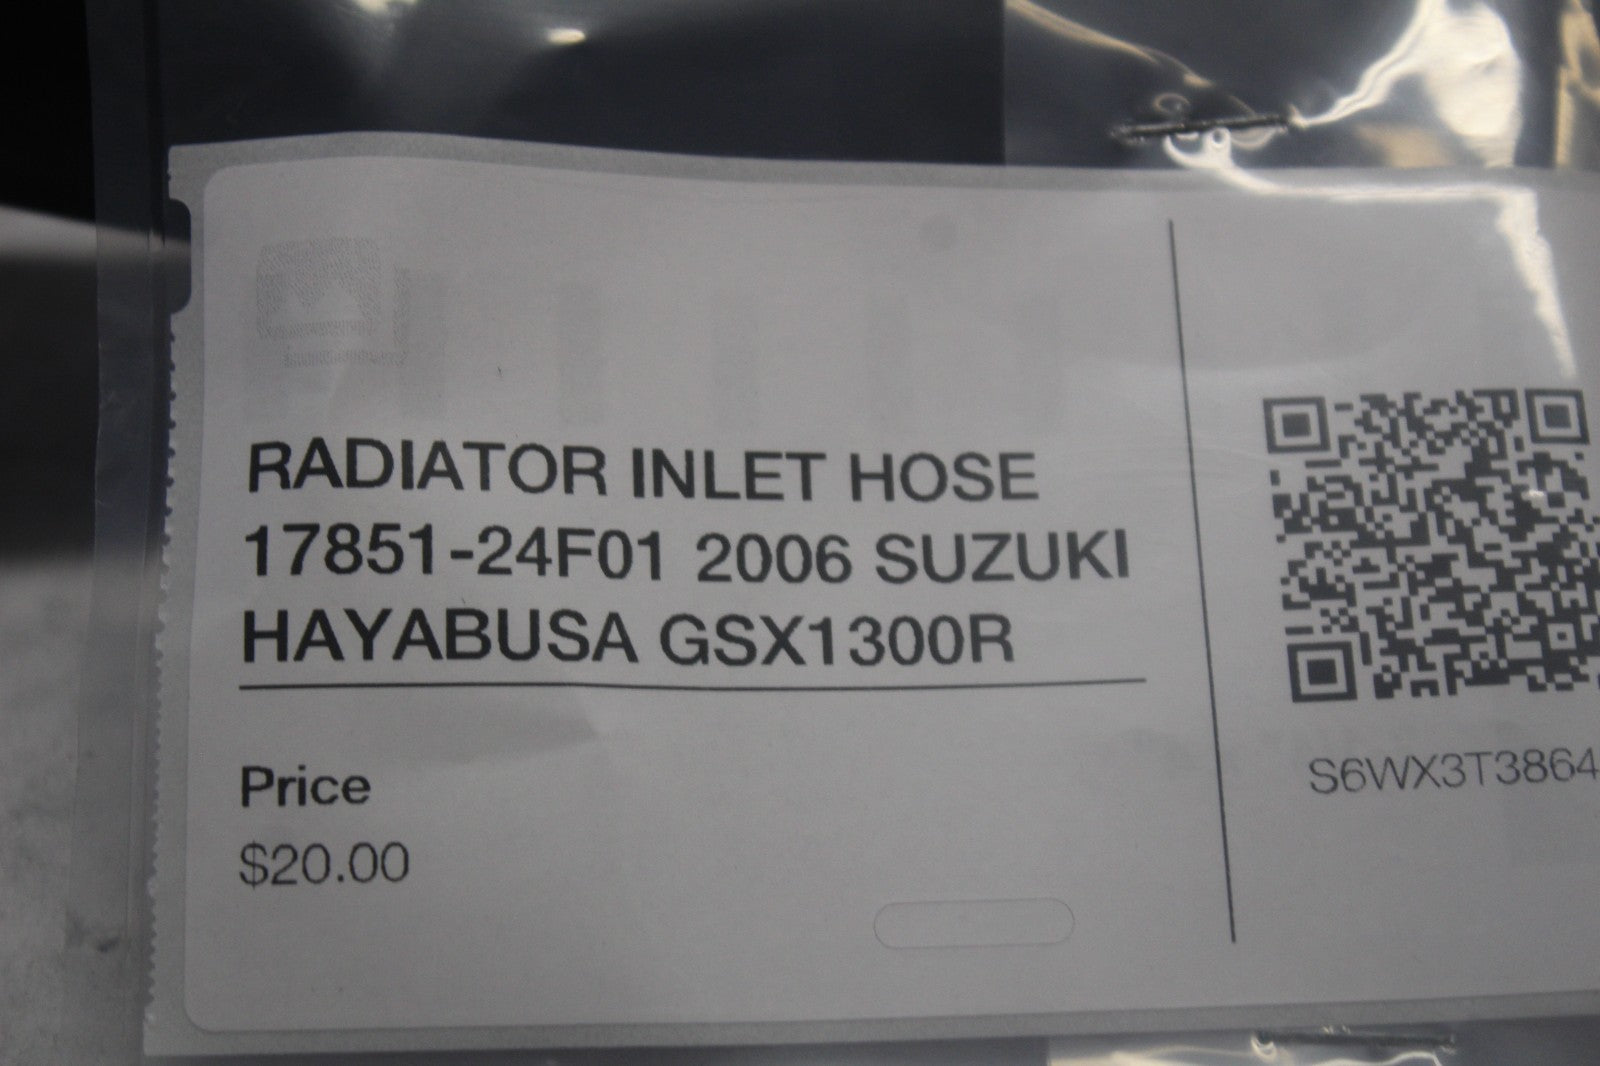 RADIATOR INLET HOSE
17851-24F01 2006 SUZUKI
HAYABUSA GSX1300R
Price
$20.00
S6WX3T3864